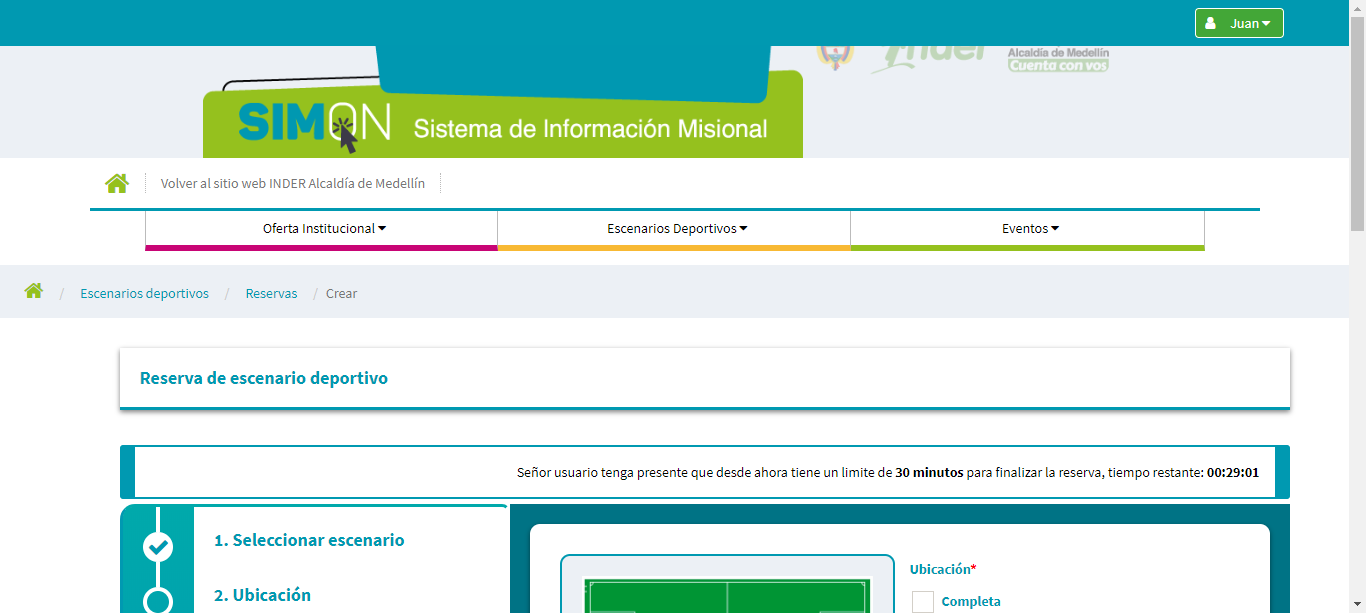 Juan
Inder
Alcaldía de Medellín
Cuenta con vos
SIMON Sistema de Información Misional
Volver al sitio web INDER Alcaldía de Medellín
Oferta Institucional
Escenarios Deportivos
Eventos
/ Escenarios deportivos / Reservas / Crear
Reserva de escenario deportivo
Señor usuario tenga presente que desde ahora tiene un limite de 30 minutos para finalizar la reserva, tiempo restante: 00:29:01
1. Seleccionar escenario
2. Ubicación
Ubicación*
Completa